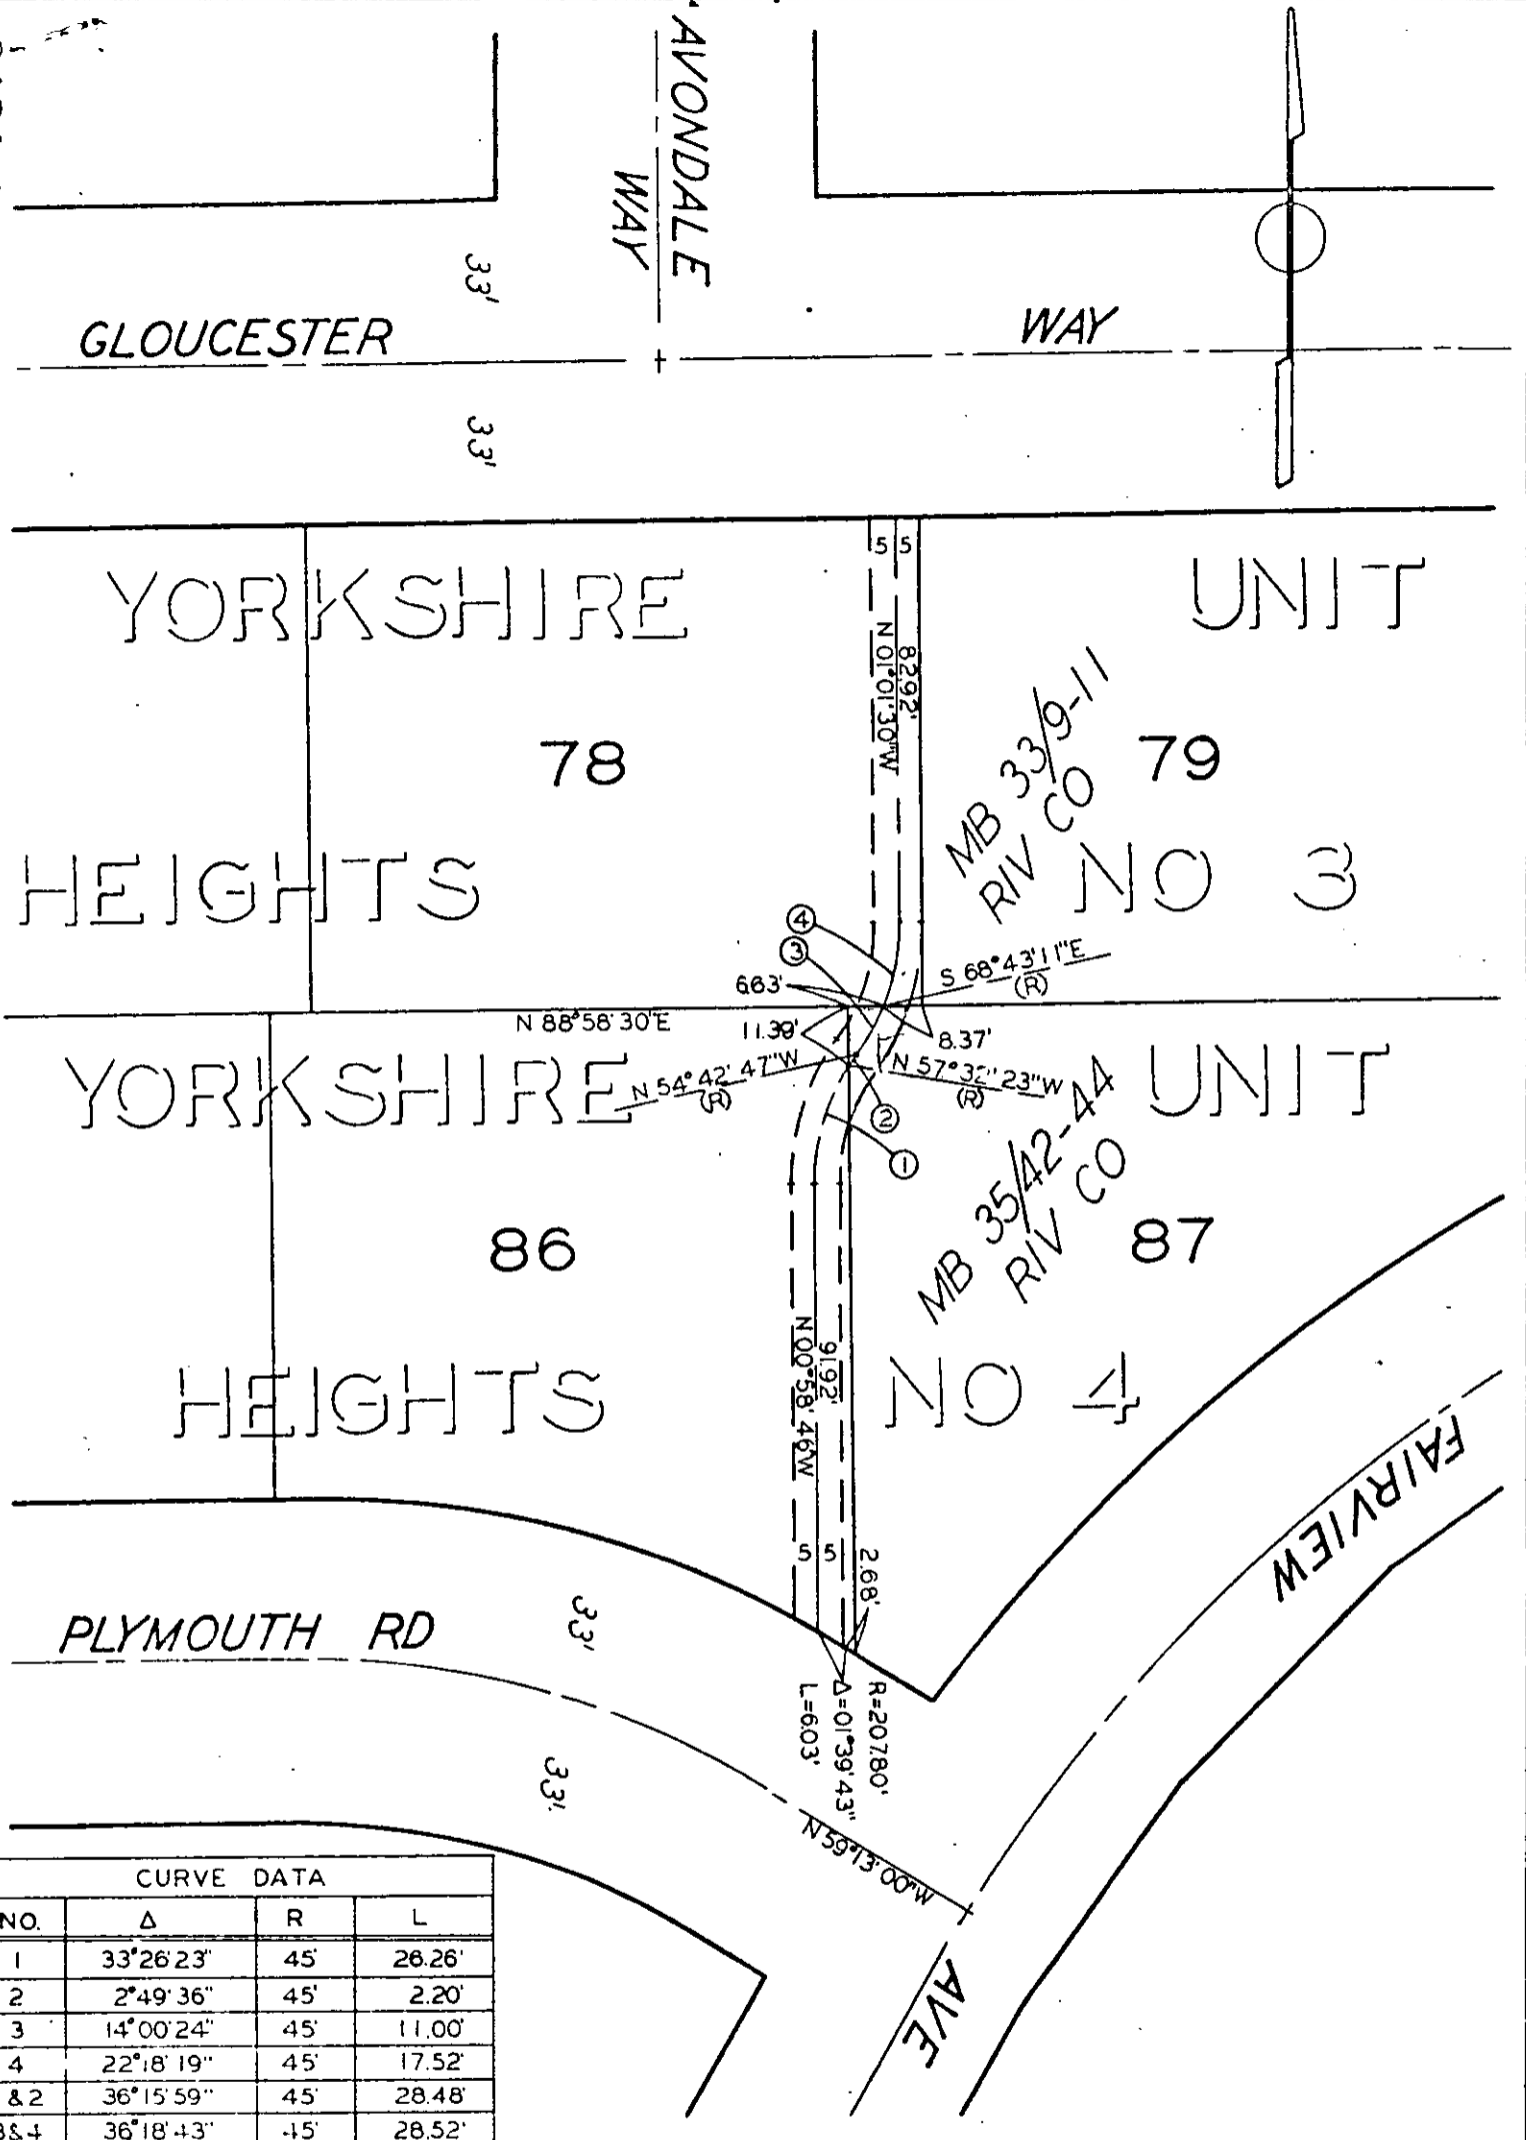 AVONDALE
WAY
33'
GLOUCESTER
WAY
33'
5 5
YORKSHIRE
UNIT
N 01°01'30"W
82.92'
78
MB 33/9-11
RIV CO
79
HEIGHTS
NO 3
4
3
S 68°43'11"E
(R)
6.63'
N 88°58'30"E
11.39'
8.37'
YORKSHIRE
UNIT
N 54°42'47"W
(R)
N 57°32'23"W
(R)
2
1
MB 35/42-44
RIV CO
86
87
N 00°58'46"W
91.92'
HEIGHTS
NO 4
FAIRVIEW
5 5
2.68'
PLYMOUTH RD
33'
R=207.80'
Δ=01°39'43"
L=6.03'
33'
N 59°13'00"W
AVE
CURVE DATA
NO. Δ R L
1 33°26'23" 45' 26.26'
2 2°49'36" 45' 2.20'
3 14°00'24" 45' 11.00'
4 22°18'19" 45' 17.52'
&2 36°15'59" 45' 28.48'
3&4 36°18'43" 45' 28.52'